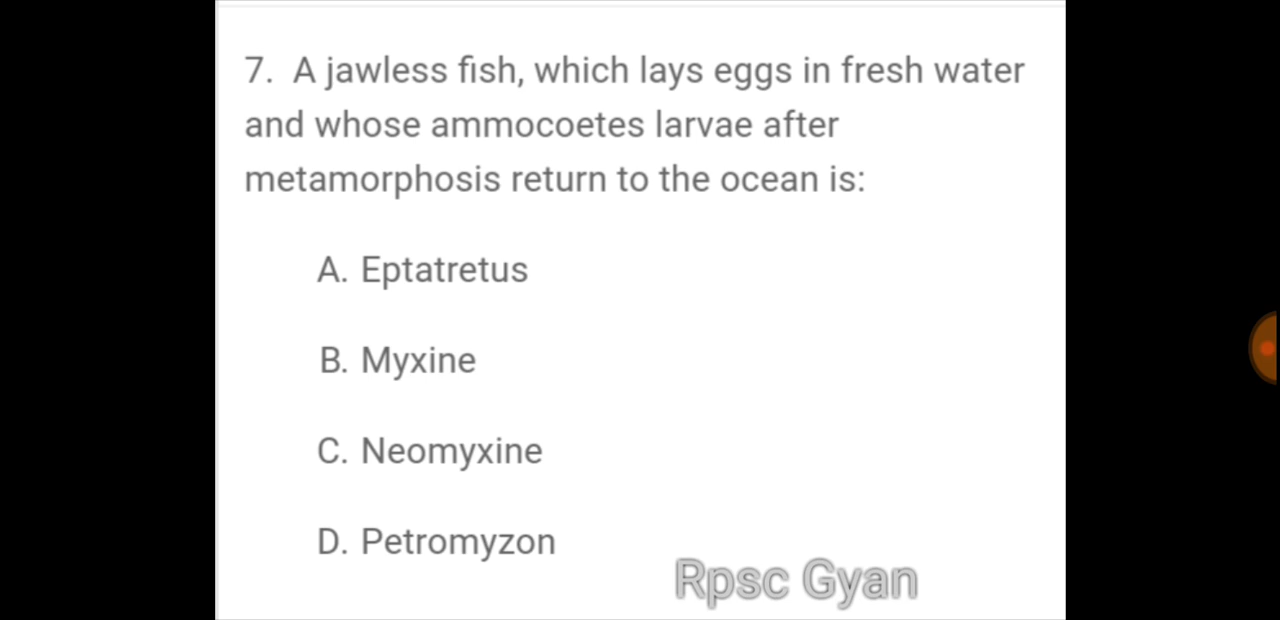 7. A jawless fish, which lays eggs in fresh water
and whose ammocoetes larvae after
metamorphosis return to the ocean is:
A. Eptatretus
B. Myxine
C. Neomyxine
D. Petromyzon
Rpsc Gyan